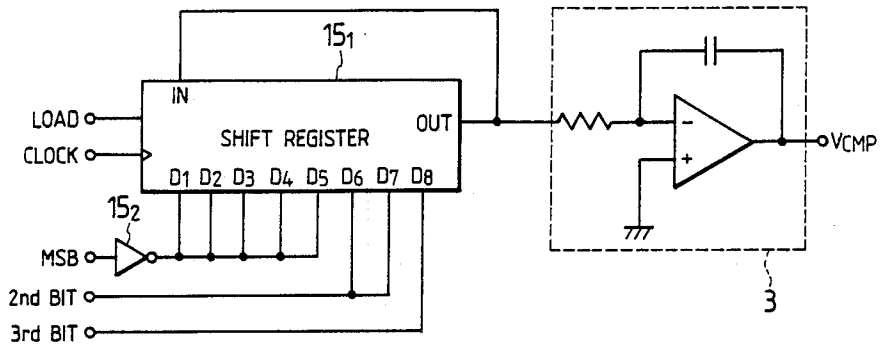 15₁
IN
LOAD
CLOCK
SHIFT REGISTER
OUT
D₁ D₂ D₃ D₄ D₅ D₆ D₇ D₈
15₂
MSB
2nd BIT
3rd BIT
−
+
VCMP
3